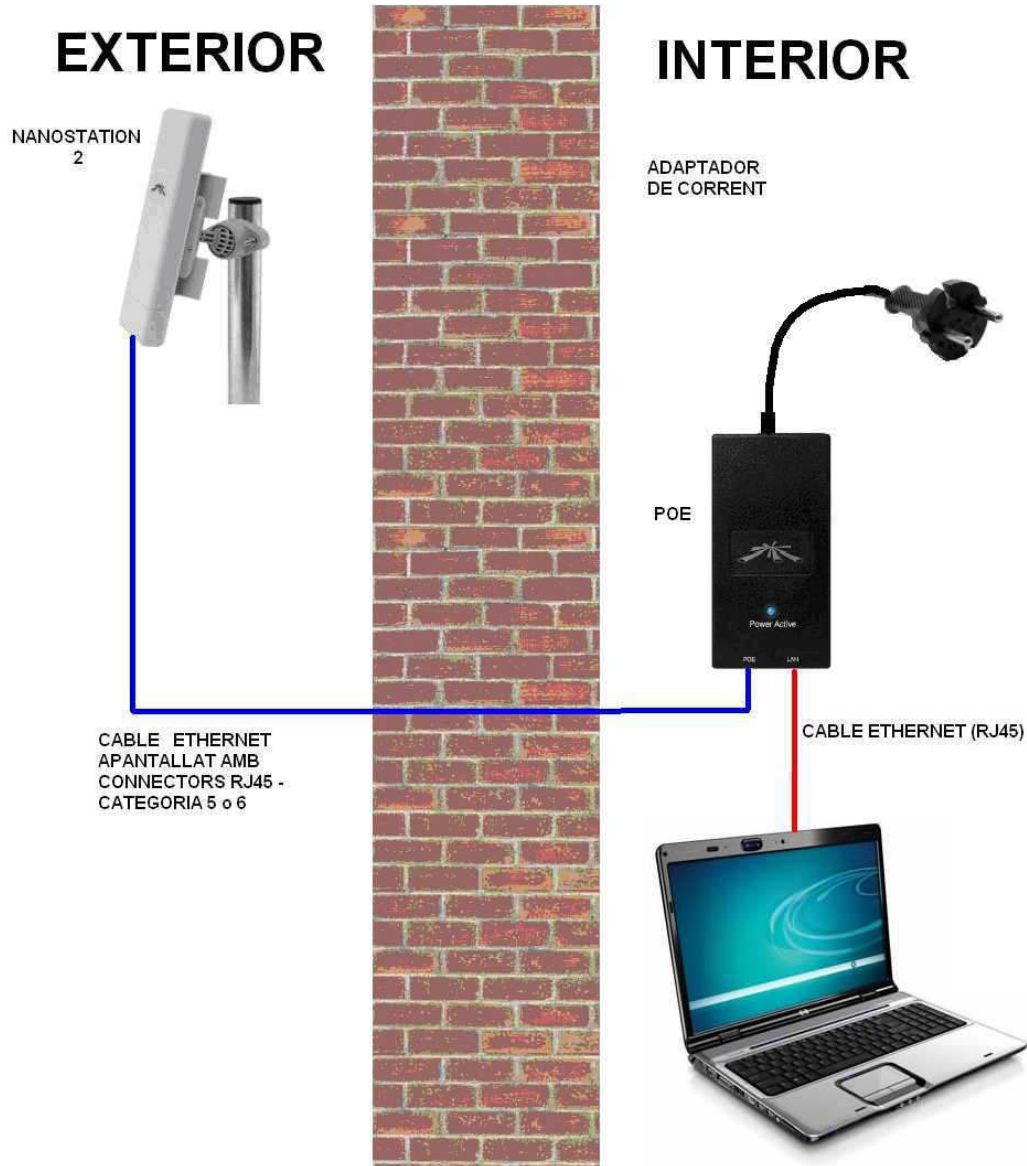 EXTERIOR
INTERIOR
NANOSTATION
2
ADAPTADOR
DE CORRENT
POE
Power Active
POE
LAN
CABLE ETHERNET (RJ45)
CABLE ETHERNET
APANTALLAT AMB
CONNECTORS RJ45 -
CATEGORIA 5 o 6